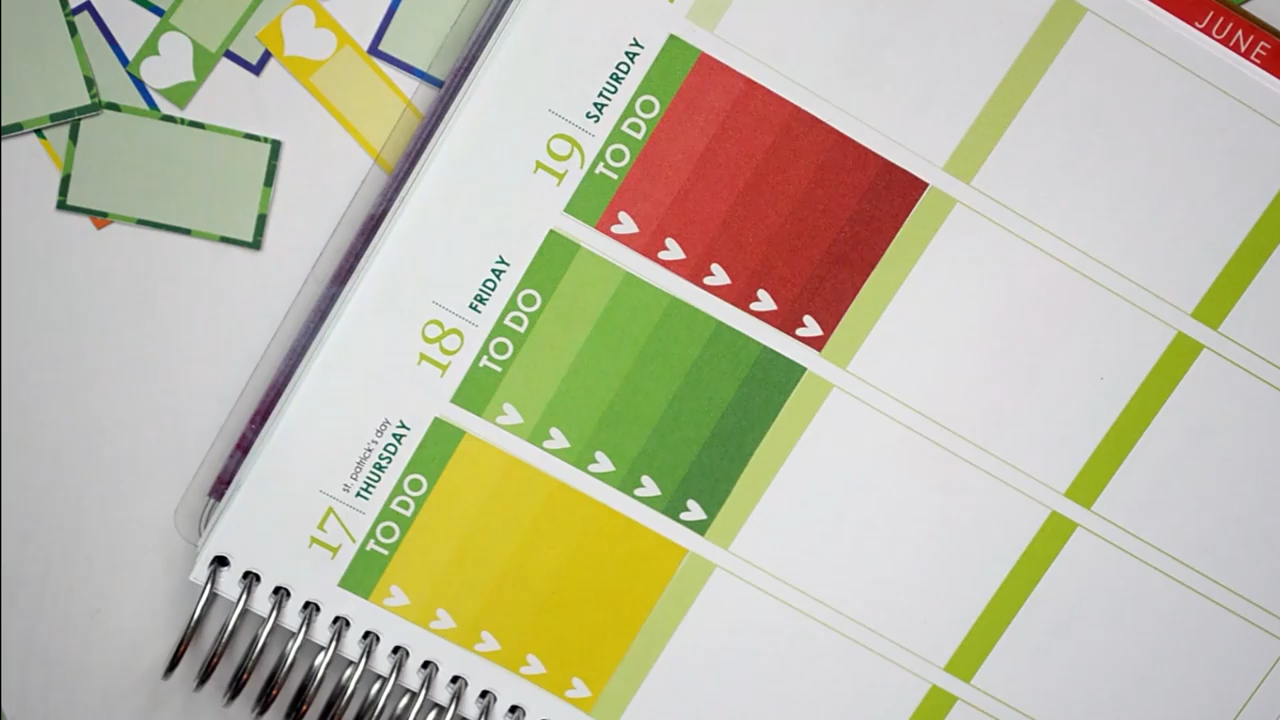 JUNE
19
SATURDAY
TO DO
18
FRIDAY
TO DO
17
st. patrick's day
THURSDAY
TO DO